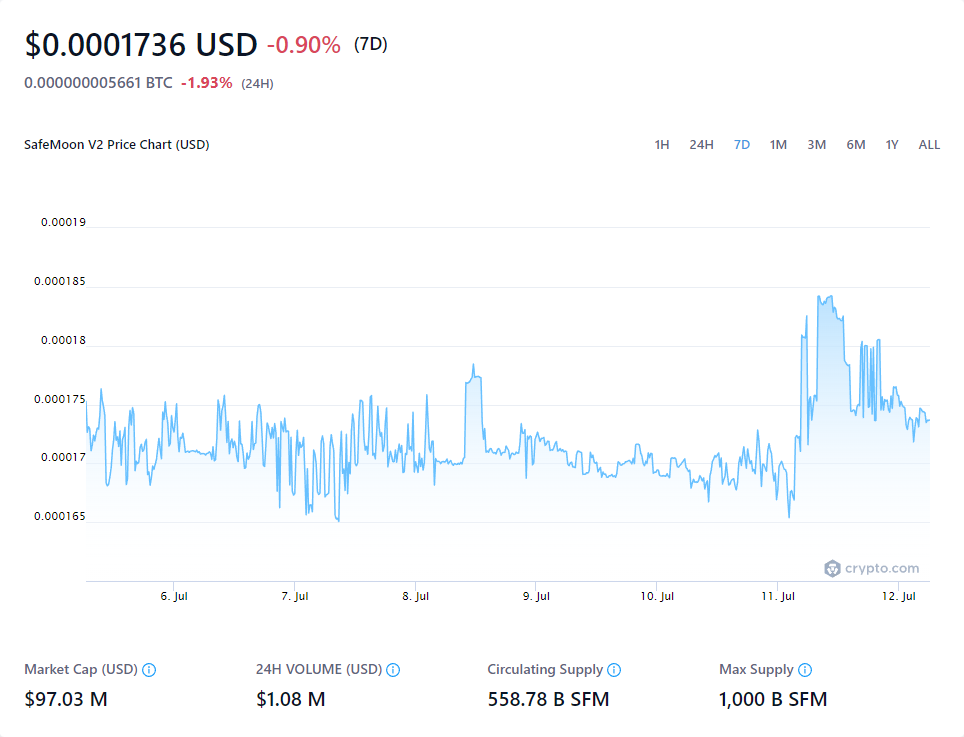 $0.0001736 USD -0.90% (7D)
0.000000005661 BTC -1.93% (24H)
SafeMoon V2 Price Chart (USD) 1H 24H 7D 1M 3M 6M 1Y ALL
0.00019
0.000185
0.00018
0.000175
0.00017
0.000165
crypto.com
6. Jul 7. Jul 8. Jul 9. Jul 10. Jul 11. Jul 12. Jul
Market Cap (USD) 24H VOLUME (USD) Circulating Supply Max Supply
$97.03 M $1.08 M 558.78 B SFM 1,000 B SFM